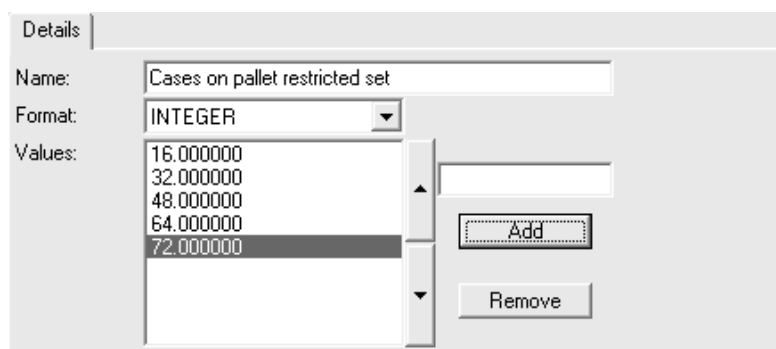 Details
Name: Cases on pallet restricted set
Format: INTEGER
Values:
16.000000
32.000000
48.000000
64.000000
72.000000
Add
Remove